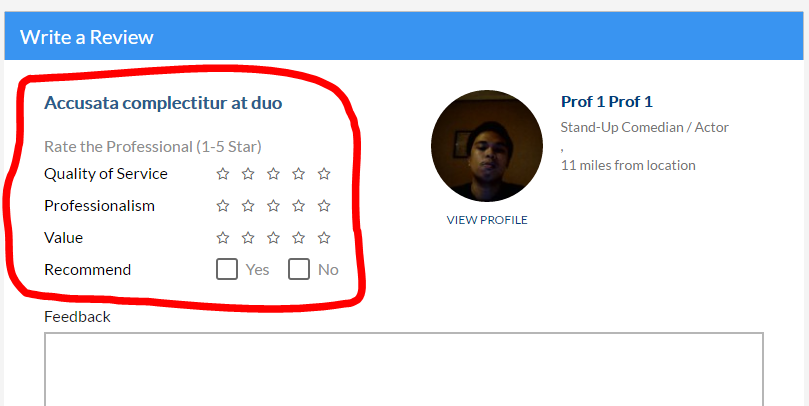 Write a Review
Accusata complectitur at duo
Rate the Professional (1-5 Star)
Quality of Service
Professionalism
Value
Recommend Yes No
Prof 1 Prof 1
Stand-Up Comedian / Actor
,
11 miles from location
VIEW PROFILE
Feedback